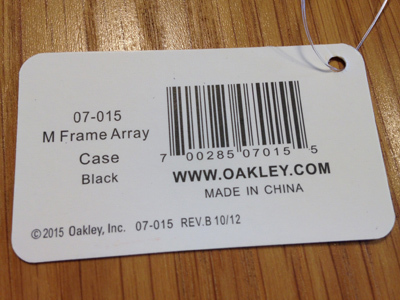 07-015
M Frame Array
Case
Black
7 00285 07015 5
WWW.OAKLEY.COM
MADE IN CHINA
©2015 Oakley, Inc. 07-015 REV.B 10/12